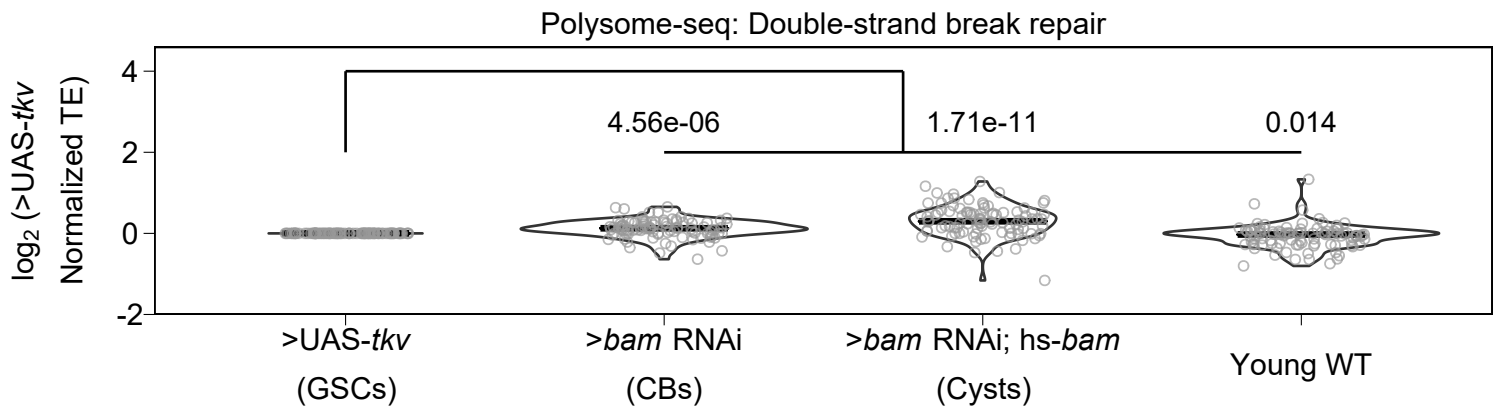 Polysome-seq: Double-strand break repair
log₂ (>UAS-tkv
Normalized TE)
4
2
0
-2
4.56e-06
1.71e-11
0.014
>UAS-tkv
(GSCs)
>bam RNAi
(CBs)
>bam RNAi; hs-bam
(Cysts)
Young WT